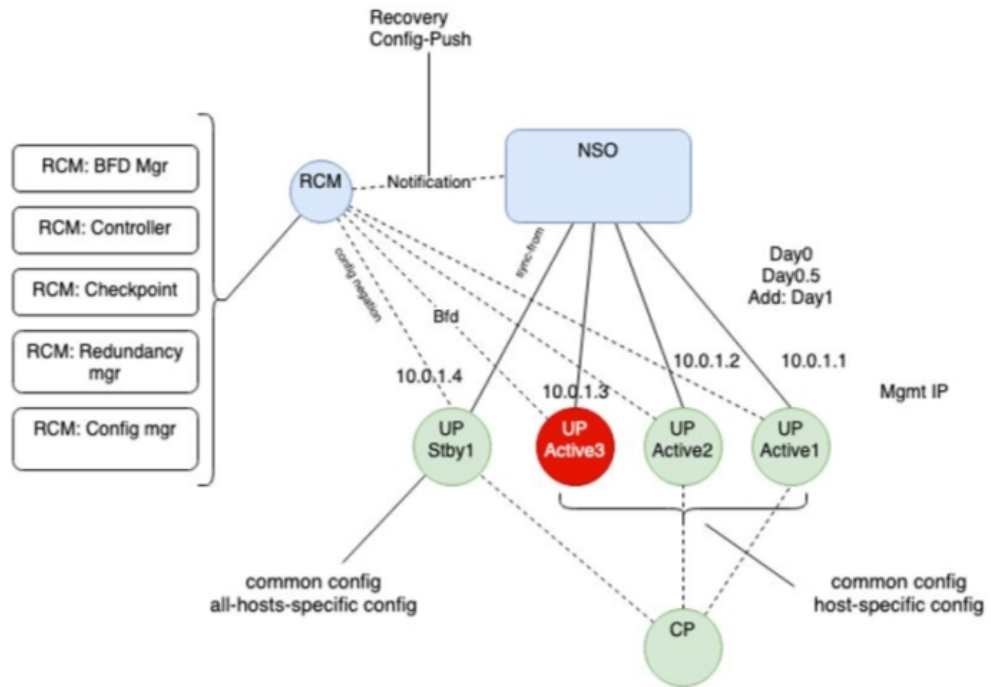 Recovery
Config-Push
NSO
RCM: BFD Mgr
RCM
Notification
RCM: Controller
sync-from
config negation
Day0
Day0.5
Add: Day1
RCM: Checkpoint
Bfd
RCM: Redundancy
mgr
10.0.1.4
10.0.1.3
10.0.1.2
10.0.1.1
Mgmt IP
RCM: Config mgr
UP
Stby1
UP
Active3
UP
Active2
UP
Active1
common config
all-hosts-specific config
common config
host-specific config
CP